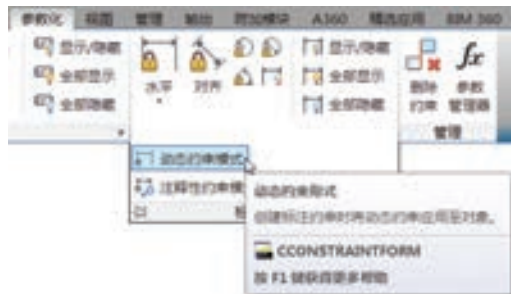 参数化 视图 管理 输出 附加模块 A360 精选应用 BIM 360
显示/隐藏
全部显示
全部隐藏
水平 对齐
显示/隐藏
全部显示
全部隐藏
删除约束 参数管理器
管理
动态约束模式
注释性约束模
动态约束形式
创建标注约束时将动态约束应用至对象。
CCONSTRAINTFORM
按 F1 键获得更多帮助